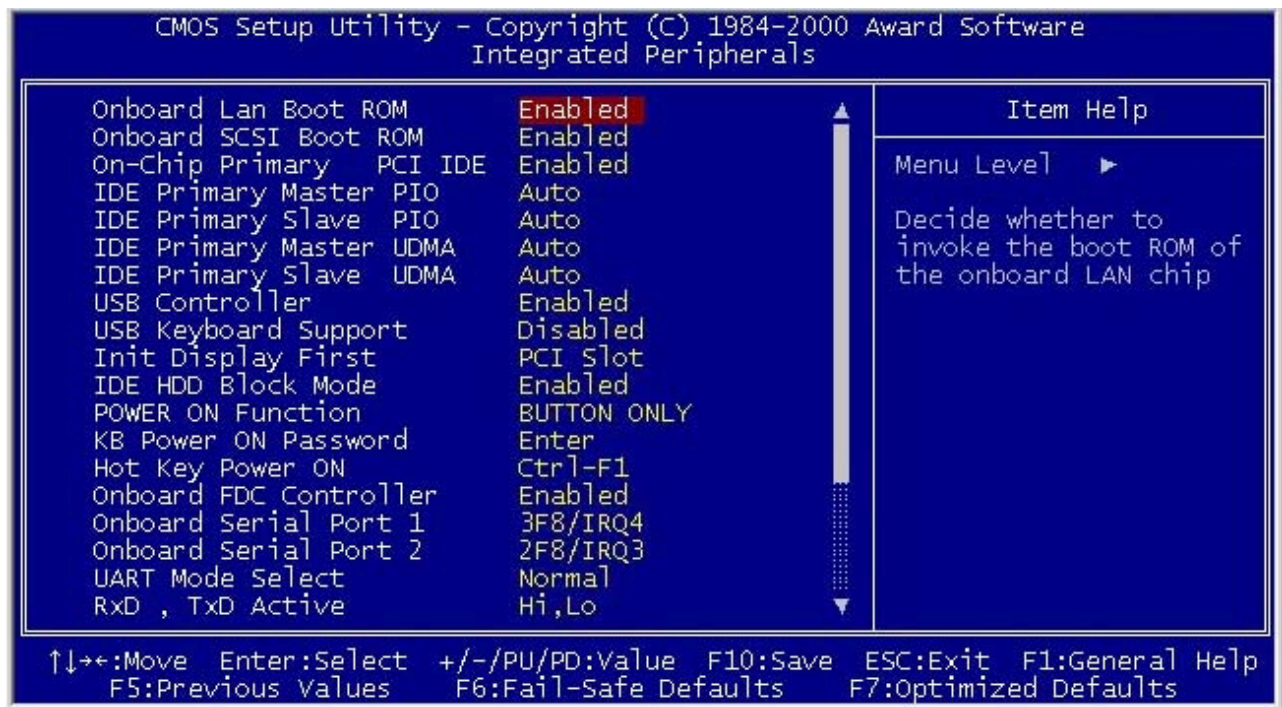 CMOS Setup Utility – Copyright (C) 1984–2000 Award Software
Integrated Peripherals
Onboard Lan Boot ROM Enabled
Onboard SCSI Boot ROM Enabled
On-Chip Primary PCI IDE Enabled
IDE Primary Master PIO Auto
IDE Primary Slave PIO Auto
IDE Primary Master UDMA Auto
IDE Primary Slave UDMA Auto
USB Controller Enabled
USB Keyboard Support Disabled
Init Display First PCI Slot
IDE HDD Block Mode Enabled
POWER ON Function BUTTON ONLY
KB Power ON Password Enter
Hot Key Power ON Ctrl-F1
Onboard FDC Controller Enabled
Onboard Serial Port 1 3F8/IRQ4
Onboard Serial Port 2 2F8/IRQ3
UART Mode Select Normal
RxD , TxD Active Hi,Lo
Item Help
Menu Level ►
Decide whether to
invoke the boot ROM of
the onboard LAN chip
↑↓→←:Move Enter:Select +/-/PU/PD:Value F10:Save ESC:Exit F1:General Help
F5:Previous Values F6:Fail-Safe Defaults F7:Optimized Defaults